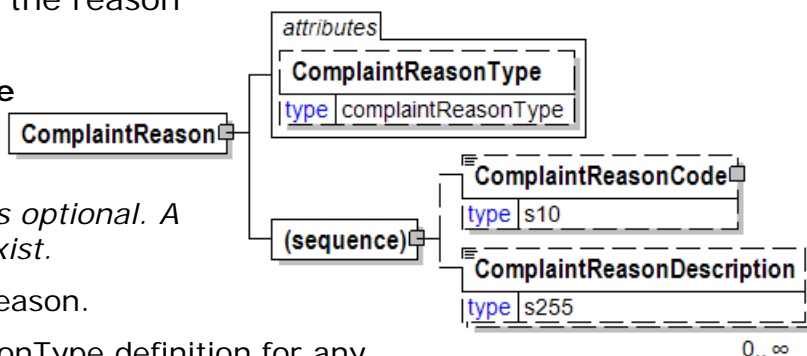 the reason
attributes
ComplaintReasonType
type complaintReasonType
e
ComplaintReason
ComplaintReasonCode
type s10
s optional. A
xist.
(sequence)
ComplaintReasonDescription
type s255
eason.
onType definition for any
0..∞